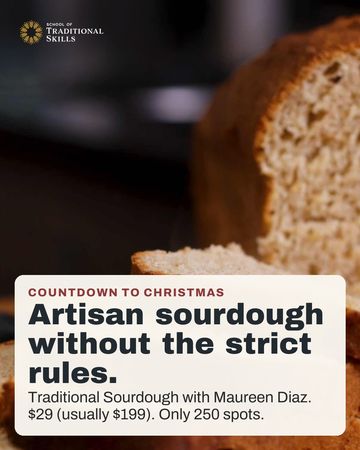 SCHOOL OF
TRADITIONAL
SKILLS
COUNTDOWN TO CHRISTMAS
Artisan sourdough
without the strict
rules.
Traditional Sourdough with Maureen Diaz.
$29 (usually $199). Only 250 spots.